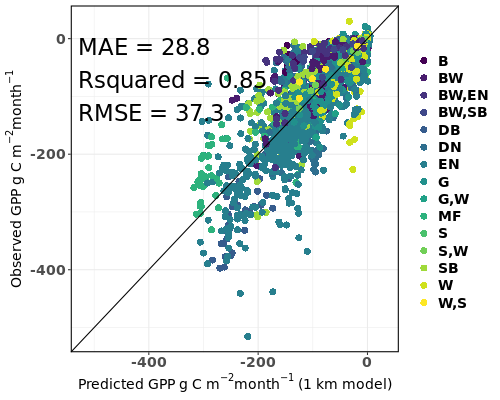 MAE = 28.8
Rsquared = 0.85
RMSE = 37.3
Observed GPP g C m⁻²month⁻¹
0
-200
-400
-400
-200
0
Predicted GPP g C m⁻²month⁻¹ (1 km model)
B
BW
BW,EN
BW,SB
DB
DN
EN
G
G,W
MF
S
S,W
SB
W
W,S